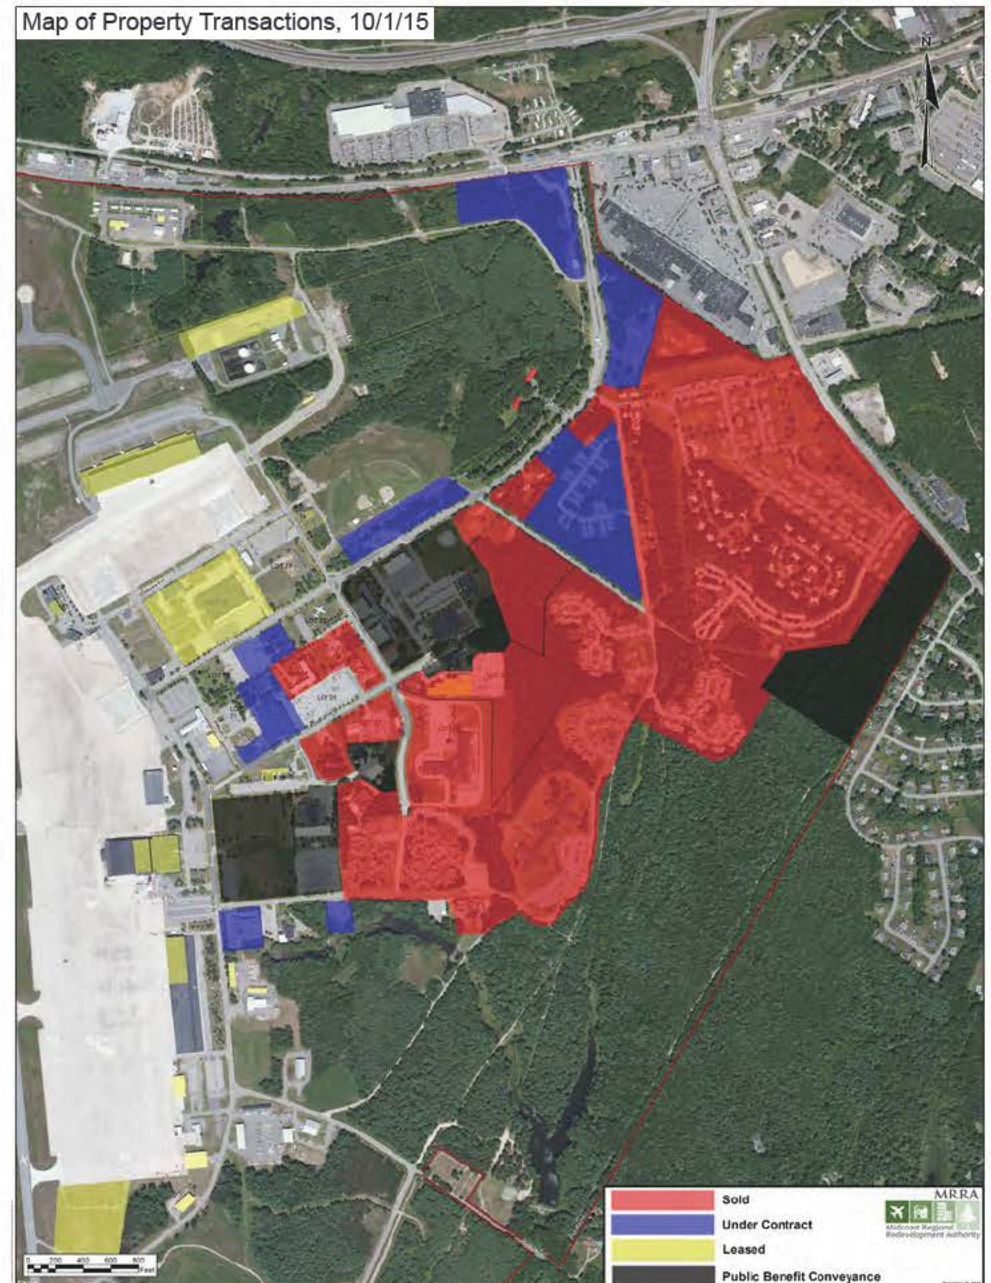 Map of Property Transactions, 10/1/15
N
Sold
Under Contract
Leased
Public Benefit Conveyance
MRRA
Midcoast Regional
Redevelopment Authority
0 200 400 600 800
Feet